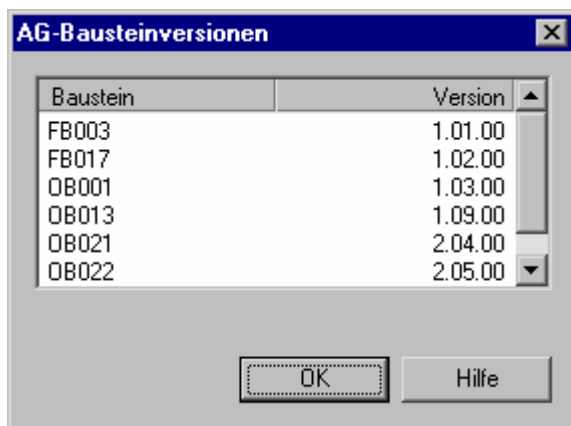 AG-Bausteinversionen
Baustein Version
FB003 1.01.00
FB017 1.02.00
OB001 1.03.00
OB013 1.09.00
OB021 2.04.00
OB022 2.05.00
OK Hilfe